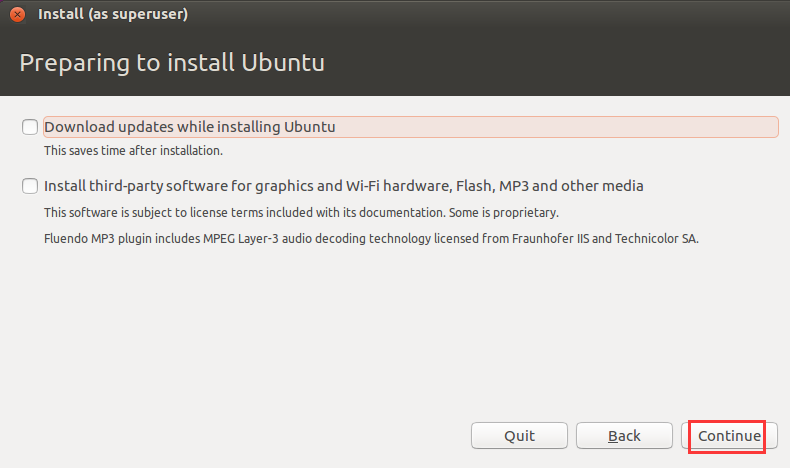 Install (as superuser)
Preparing to install Ubuntu
Download updates while installing Ubuntu
This saves time after installation.
Install third-party software for graphics and Wi-Fi hardware, Flash, MP3 and other media
This software is subject to license terms included with its documentation. Some is proprietary.
Fluendo MP3 plugin includes MPEG Layer-3 audio decoding technology licensed from Fraunhofer IIS and Technicolor SA.
Quit Back Continue